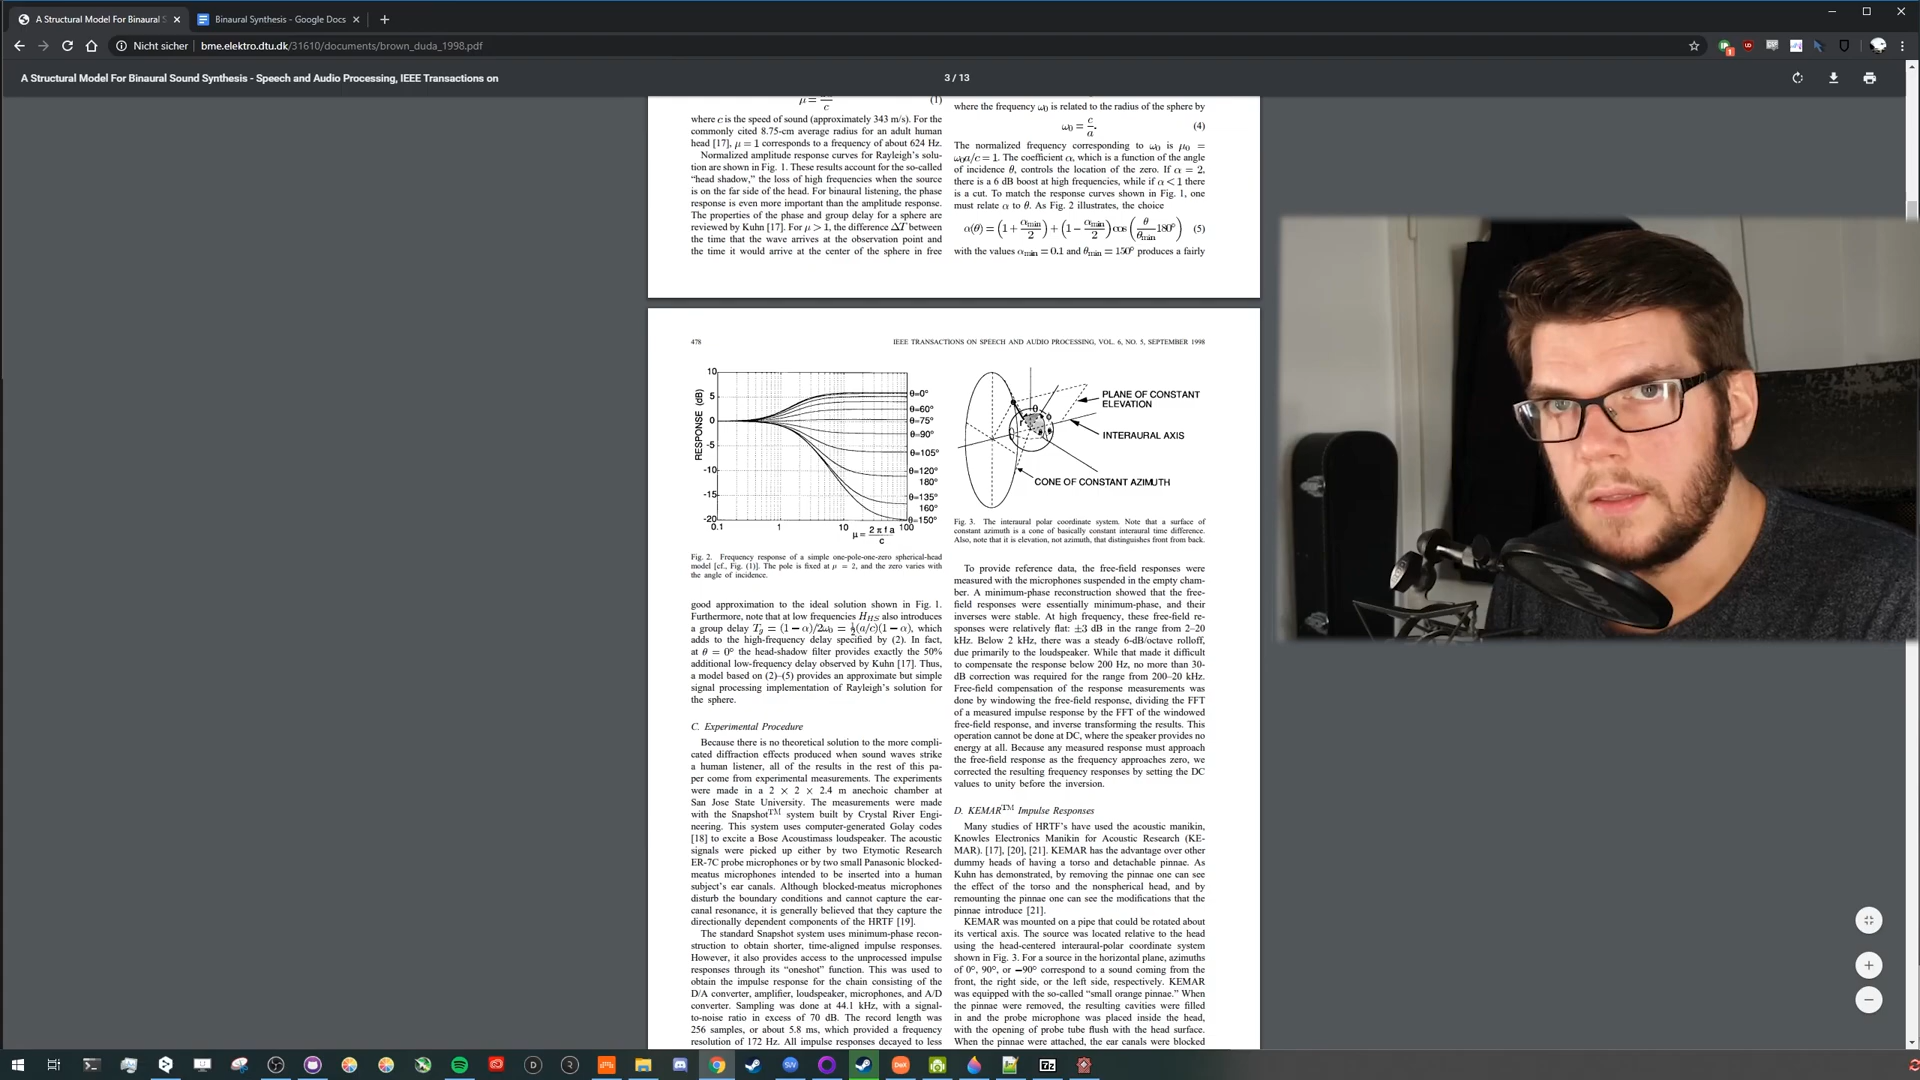 A Structural Model For Binaural S
Binaural Synthesis - Google Docs
Nicht sicher
bme.elektro.dtu.dk/31610/documents/brown_duda_1998.pdf
A Structural Model For Binaural Sound Synthesis - Speech and Audio Processing, IEEE Transactions on
3 / 13
c (1)
where c is the speed of sound (approximately 343 m/s). For the
commonly cited 8.75-cm average radius for an adult human
head [17], μ = 1 corresponds to a frequency of about 624 Hz.
Normalized amplitude response curves for Rayleigh's solu-
tion are shown in Fig. 1. These results account for the so-called
“head shadow,” the loss of high frequencies when the source
is on the far side of the head. For binaural listening, the phase
response is even more important than the amplitude response.
The properties of the phase and group delay for a sphere are
reviewed by Kuhn [17]. For μ > 1, the difference ΔT between
the time that the wave arrives at the observation point and
the time it would arrive at the center of the sphere in free
where the frequency ω0 is related to the radius of the sphere by
ω0 = c/a. (4)
The normalized frequency corresponding to ω0 is μ0 =
ω0a/c = 1. The coefficient α, which is a function of the angle
of incidence θ, controls the location of the zero. If α = 2,
there is a 6 dB boost at high frequencies, while if α < 1 there
is a cut. To match the response curves shown in Fig. 1, one
must relate α to θ. As Fig. 2 illustrates, the choice
α(θ) = (1 + αmin/2) + (1 − αmin/2) cos (θ/θmin 180°) (5)
with the values αmin = 0.1 and θmin = 150° produces a fairly
478
IEEE TRANSACTIONS ON SPEECH AND AUDIO PROCESSING, VOL. 6, NO. 5, SEPTEMBER 1998
RESPONSE (dB)
10
5
0
-5
-10
-15
-20
0.1
1
10
100
μ = 2 π f a / c
θ=0°
θ=60°
θ=75°
θ=90°
θ=105°
θ=120°
180°
θ=135°
160°
θ=150°
Fig. 2. Frequency response of a simple one-pole-one-zero spherical-head
model [cf., Fig. (1)]. The pole is fixed at μ = 2, and the zero varies with
the angle of incidence.
good approximation to the ideal solution shown in Fig. 1.
Furthermore, note that at low frequencies HHS also introduces
a group delay Tg = (1 − α)/2ω0 = ½(a/c)(1 − α), which
adds to the high-frequency delay specified by (2). In fact,
at θ = 0° the head-shadow filter provides exactly the 50%
additional low-frequency delay observed by Kuhn [17]. Thus,
a model based on (2)–(5) provides an approximate but simple
signal processing implementation of Rayleigh's solution for
the sphere.
C. Experimental Procedure
Because there is no theoretical solution to the more compli-
cated diffraction effects produced when sound waves strike
a human listener, all of the results in the rest of this pa-
per come from experimental measurements. The experiments
were made in a 2 × 2 × 2.4 m anechoic chamber at
San Jose State University. The measurements were made
with the Snapshot™ system built by Crystal River Engi-
neering. This system uses computer-generated Golay codes
[18] to excite a Bose Acoustimass loudspeaker. The acoustic
signals were picked up either by two Etymotic Research
ER-7C probe microphones or by two small Panasonic blocked-
meatus microphones intended to be inserted into a human
subject's ear canals. Although blocked-meatus microphones
disturb the boundary conditions and cannot capture the ear-
canal resonance, it is generally believed that they capture the
directionally dependent components of the HRTF [19].
The standard Snapshot system uses minimum-phase recon-
struction to obtain shorter, time-aligned impulse responses.
However, it also provides access to the unprocessed impulse
responses through its “oneshot” function. This was used to
obtain the impulse response for the chain consisting of the
D/A converter, amplifier, loudspeaker, microphones, and A/D
converter. Sampling was done at 44.1 kHz, with a signal-
to-noise ratio in excess of 70 dB. The record length was
256 samples, or about 5.8 ms, which provided a frequency
resolution of 172 Hz. All impulse responses decayed to less
PLANE OF CONSTANT
ELEVATION
INTERAURAL AXIS
CONE OF CONSTANT AZIMUTH
Fig. 3. The interaural polar coordinate system. Note that a surface of
constant azimuth is a cone of basically constant interaural time difference.
Also, note that it is elevation, not azimuth, that distinguishes front from back.
To provide reference data, the free-field responses were
measured with the microphones suspended in the empty cham-
ber. A minimum-phase reconstruction showed that the free-
field responses were essentially minimum-phase, and their
inverses were stable. At high frequency, these free-field re-
sponses were relatively flat: ±3 dB in the range from 2–20
kHz. Below 2 kHz, there was a steady 6-dB/octave rolloff,
due primarily to the loudspeaker. While that made it difficult
to compensate the response below 200 Hz, no more than 30-
dB correction was required for the range from 200–20 kHz.
Free-field compensation of the response measurements was
done by windowing the free-field response, dividing the FFT
of a measured impulse response by the FFT of the windowed
free-field response, and inverse transforming the results. This
operation cannot be done at DC, where the speaker provides no
energy at all. Because any measured response must approach
the free-field response as the frequency approaches zero, we
corrected the resulting frequency responses by setting the DC
values to unity before the inversion.
D. KEMAR™ Impulse Responses
Many studies of HRTF's have used the acoustic manikin,
Knowles Electronics Manikin for Acoustic Research (KE-
MAR). [17], [20], [21]. KEMAR has the advantage over other
dummy heads of having a torso and detachable pinnae. As
Kuhn has demonstrated, by removing the pinnae one can see
the effect of the torso and the nonspherical head, and by
remounting the pinnae one can see the modifications that the
pinnae introduce [21].
KEMAR was mounted on a pipe that could be rotated about
its vertical axis. The source was located relative to the head
using the head-centered interaural-polar coordinate system
shown in Fig. 3. For a source in the horizontal plane, azimuths
of 0°, 90°, or −90° correspond to a sound coming from the
front, the right side, or the left side, respectively. KEMAR
was equipped with the so-called “small orange pinnae.” When
the pinnae were removed, the resulting cavities were filled
in and the probe microphone was placed inside the head,
with the opening of probe tube flush with the head surface.
When the pinnae were attached, the ear canals were blocked